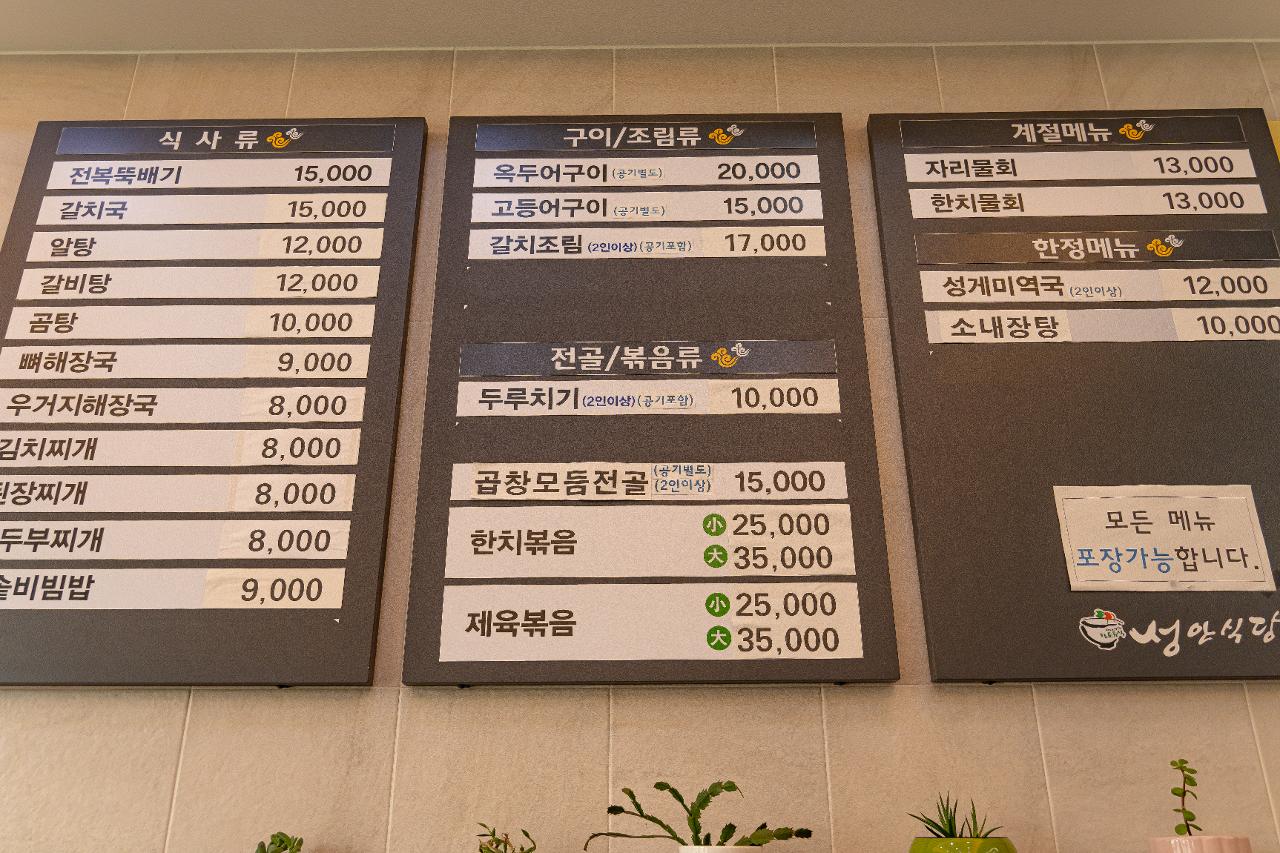 식 사 류
전복뚝배기 15,000
갈치국 15,000
알탕 12,000
갈비탕 12,000
곰탕 10,000
뼈해장국 9,000
우거지해장국 8,000
김치찌개 8,000
된장찌개 8,000
두부찌개 8,000
솥비빔밥 9,000
구이/조림류
옥두어구이 (공기별도) 20,000
고등어구이 (공기별도) 15,000
갈치조림 (2인이상) (공기포함) 17,000
전골/볶음류
두루치기 (2인이상) (공기포함) 10,000
곱창모듬전골 (공기별도) (2인이상) 15,000
한치볶음 小 25,000
大 35,000
제육볶음 小 25,000
大 35,000
계절메뉴
자리물회 13,000
한치물회 13,000
한정메뉴
성게미역국 (2인이상) 12,000
소내장탕 10,000
모든 메뉴
포장가능합니다.
성안식당